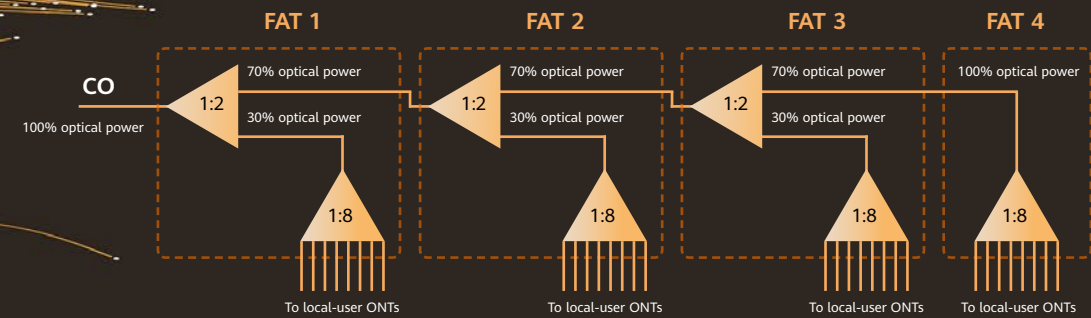 FAT 1
FAT 2
FAT 3
FAT 4
CO
100% optical power
1:2
70% optical power
30% optical power
1:8
To local-user ONTs
1:2
70% optical power
30% optical power
1:8
To local-user ONTs
1:2
70% optical power
30% optical power
1:8
To local-user ONTs
100% optical power
1:8
To local-user ONTs